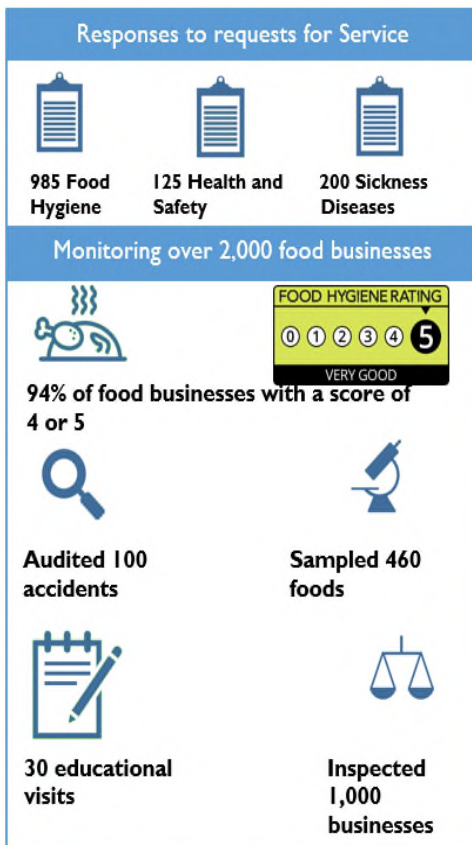 Responses to requests for Service
985 Food
Hygiene
125 Health and
Safety
200 Sickness
Diseases
Monitoring over 2,000 food businesses
FOOD HYGIENE RATING
0 1 2 3 4 5
VERY GOOD
94% of food businesses with a score of
4 or 5
Audited 100
accidents
Sampled 460
foods
30 educational
visits
Inspected
1,000
businesses